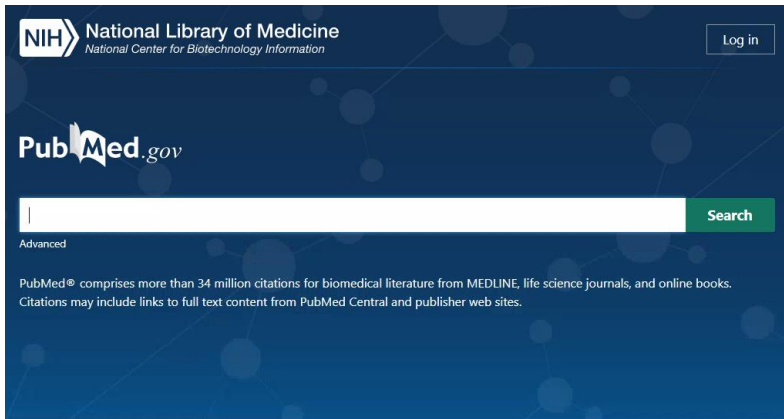 NIH National Library of Medicine
National Center for Biotechnology Information
Log in
PubMed.gov
Search
Advanced
PubMed® comprises more than 34 million citations for biomedical literature from MEDLINE, life science journals, and online books.
Citations may include links to full text content from PubMed Central and publisher web sites.